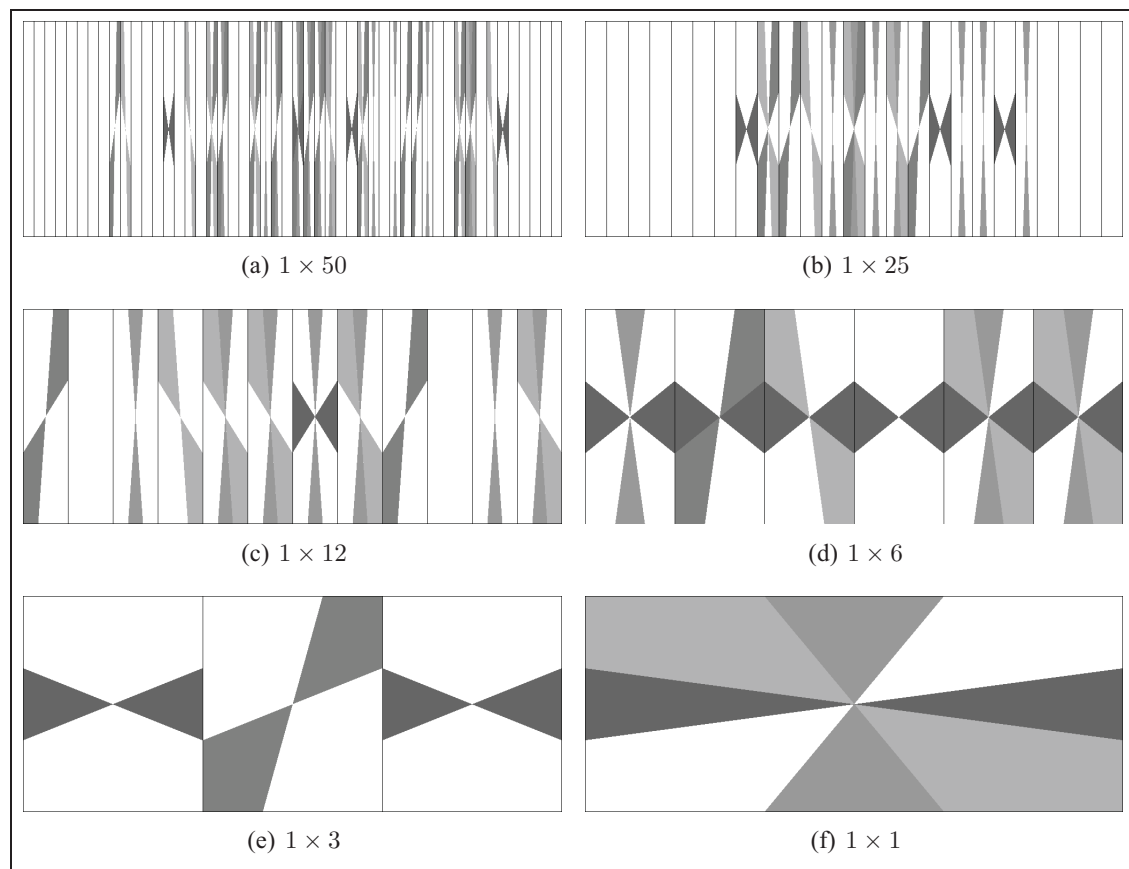 (a) 1 × 50
(b) 1 × 25
(c) 1 × 12
(d) 1 × 6
(e) 1 × 3
(f) 1 × 1